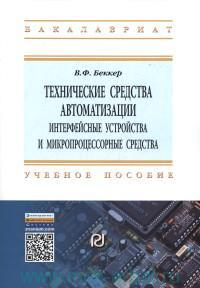 БАКАЛАВРИАТ
В.Ф. Беккер
ТЕХНИЧЕСКИЕ СРЕДСТВА
АВТОМАТИЗАЦИИ
ИНТЕРФЕЙСНЫЕ УСТРОЙСТВА
И МИКРОПРОЦЕССОРНЫЕ СРЕДСТВА
УЧЕБНОЕ ПОСОБИЕ